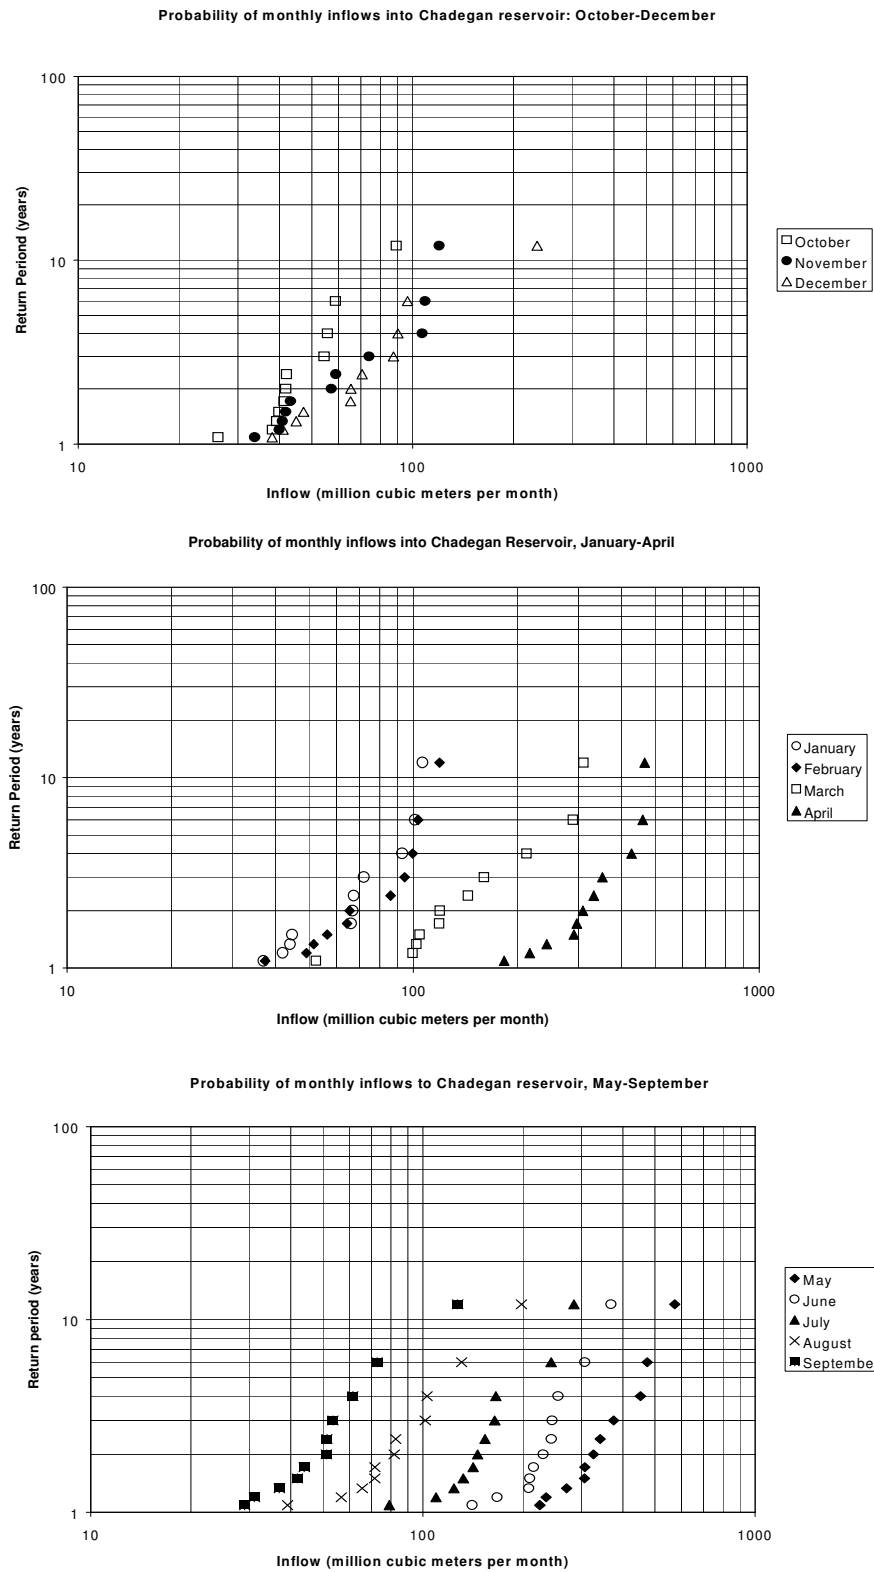 Probability of monthly inflows into Chadegan reservoir: October-December
100
10
1
10
100
1000
Return Periond (years)
Inflow (million cubic meters per month)
October
November
December
Probability of monthly inflows into Chadegan Reservoir, January-April
100
10
1
10
100
1000
Return Period (years)
Inflow (million cubic meters per month)
January
February
March
April
Probability of monthly inflows to Chadegan reservoir, May-September
100
10
1
10
100
1000
Return period (years)
Inflow (million cubic meters per month)
May
June
July
August
September